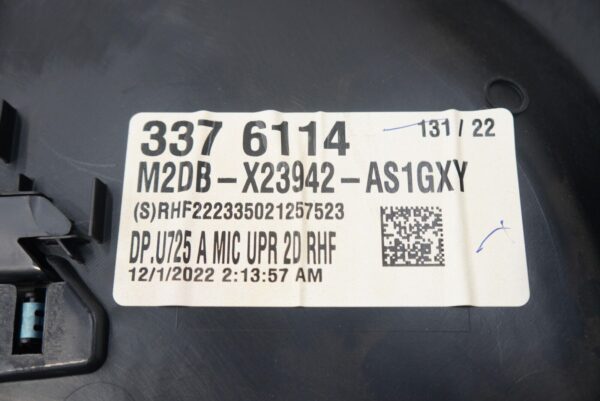 337 6114 131 / 22
M2DB-X23942-AS1GXY
(S)RHF222335021257523
DP.U725 A MIC UPR 2D RHF
12/1/2022 2:13:57 AM